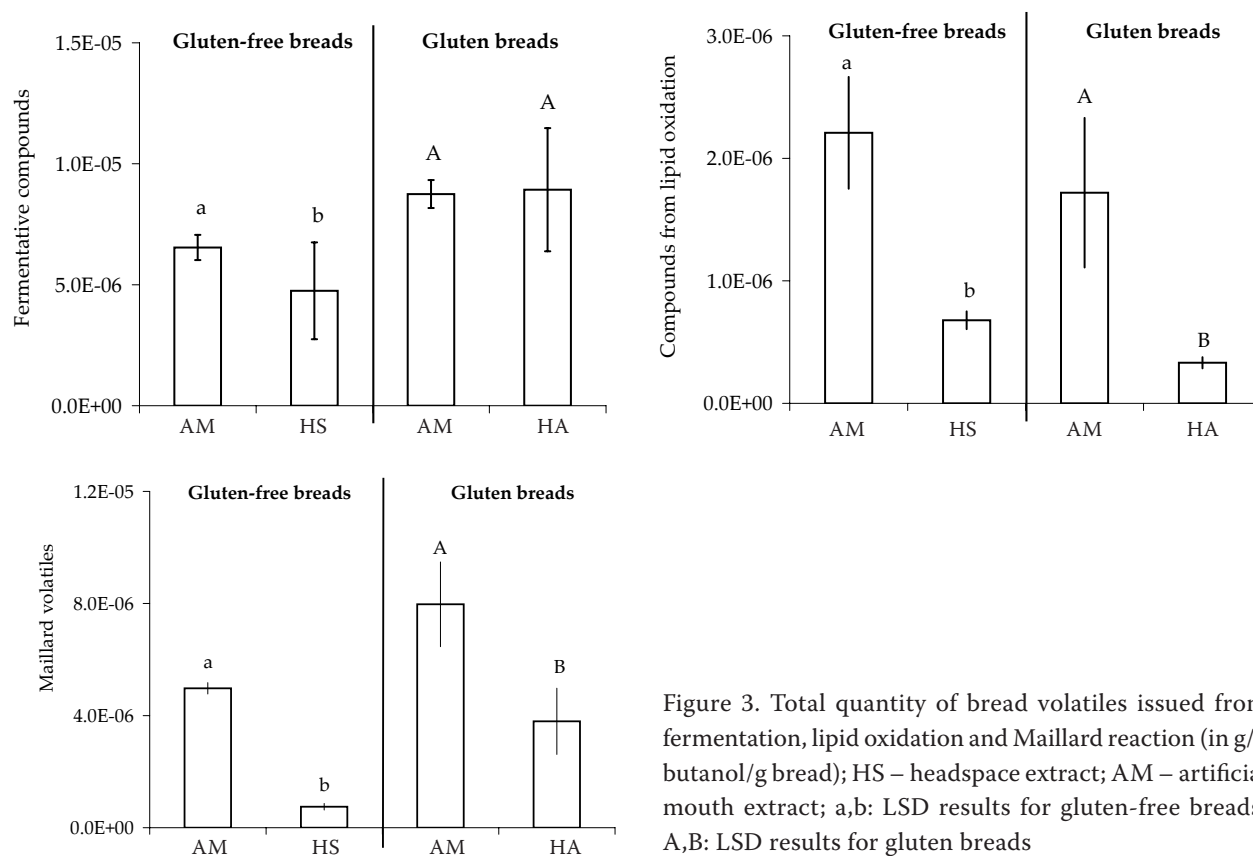 Fermentative compounds
1.5E-05
1.0E-05
5.0E-06
0.0E+00
Gluten-free breads
Gluten breads
a
b
A
A
AM
HS
AM
HA
Compounds from lipid oxidation
3.0E-06
2.0E-06
1.0E-06
0.0E+00
Gluten-free breads
Gluten breads
a
b
A
B
AM
HS
AM
HA
Maillard volatiles
1.2E-05
8.0E-06
4.0E-06
0.0E+00
Gluten-free breads
Gluten breads
a
b
A
B
AM
HS
AM
HA
Figure 3. Total quantity of bread volatiles issued from
fermentation, lipid oxidation and Maillard reaction (in g/
butanol/g bread); HS – headspace extract; AM – artificia
mouth extract; a,b: LSD results for gluten-free breads
A,B: LSD results for gluten breads